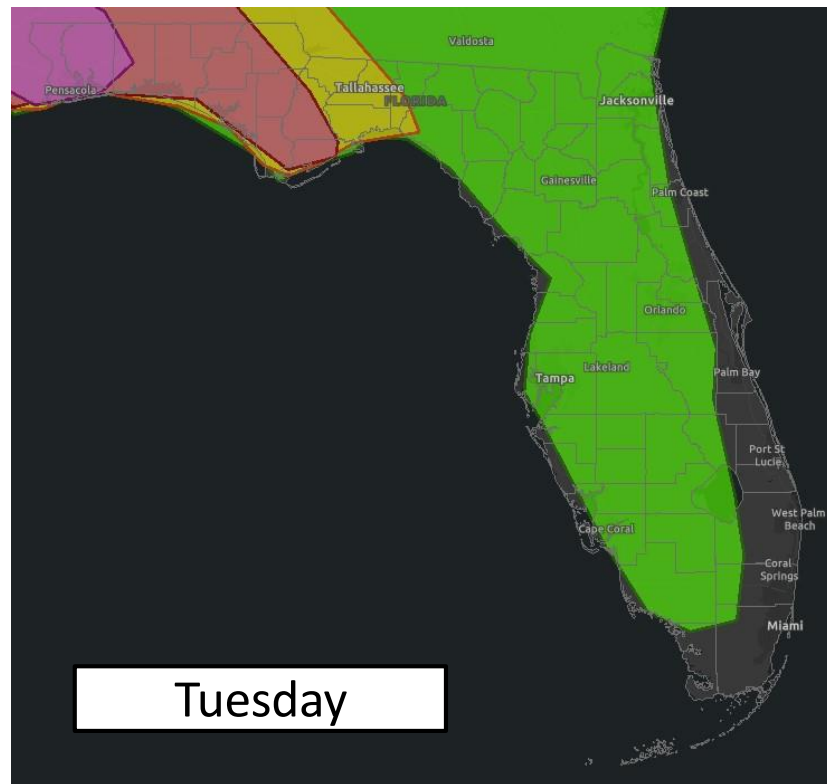 Valdosta
Pensacola
Tallahassee
FLORIDA
Jacksonville
Gainesville
Palm Coast
Orlando
Lakeland
Palm Bay
Tampa
Port St
Lucie
West Palm
Beach
Cape Coral
Coral
Springs
Miami
Tuesday